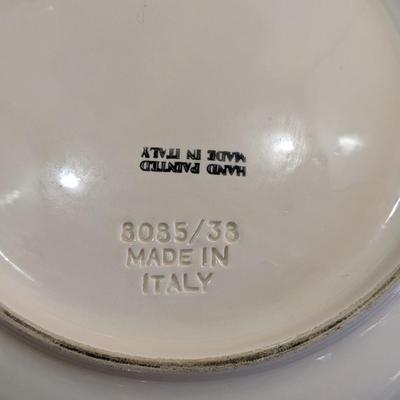 HAND PAINTED
MADE IN ITALY
8085/38
MADE IN
ITALY